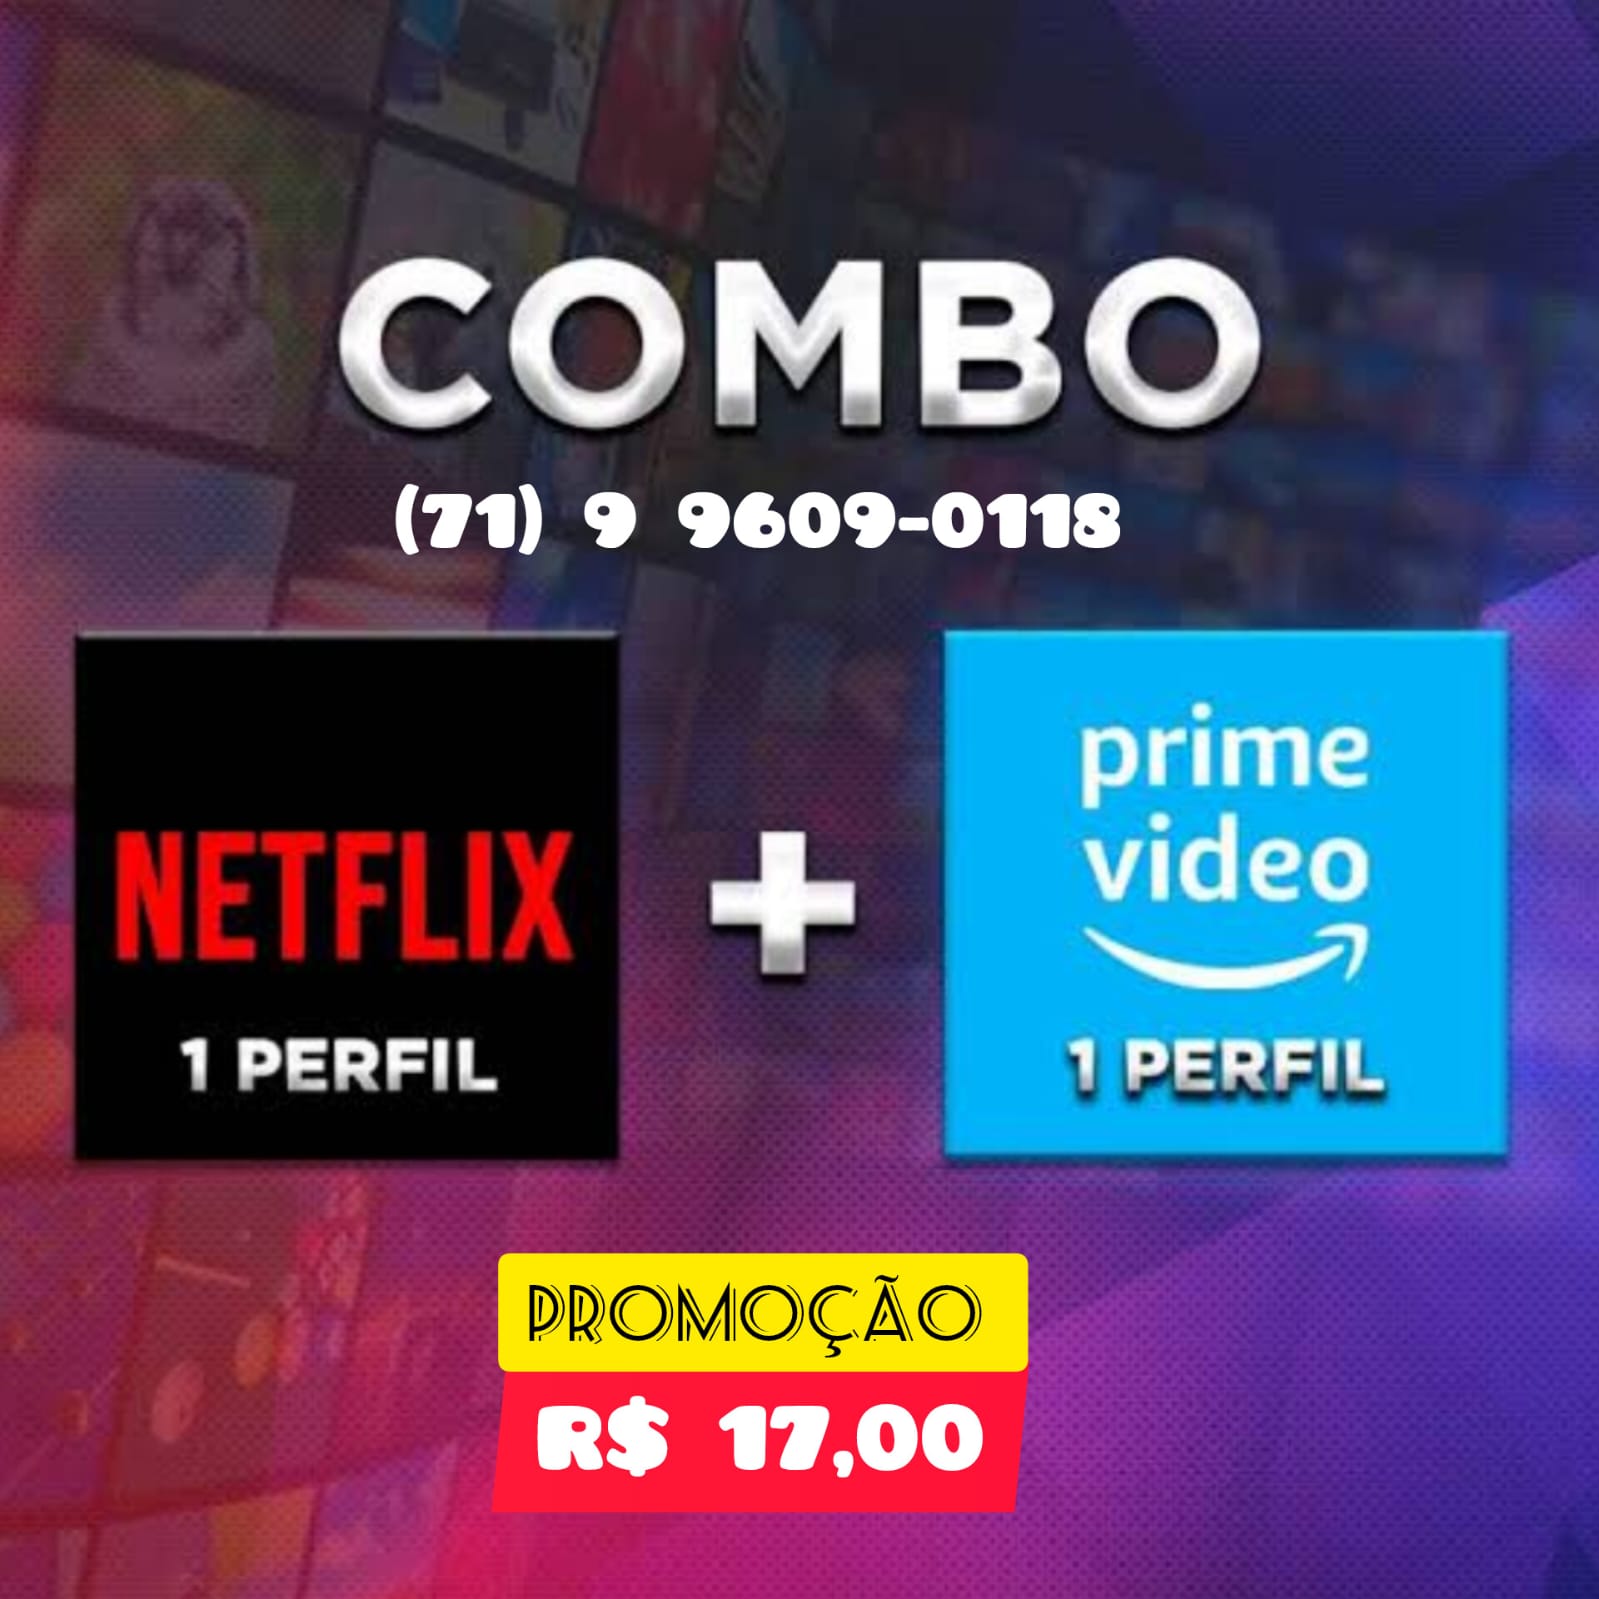 COMBO
(71) 9 9609-0118
NETFLIX
1 PERFIL
+
prime
video
1 PERFIL
PROMOÇÃO
R$ 17,00